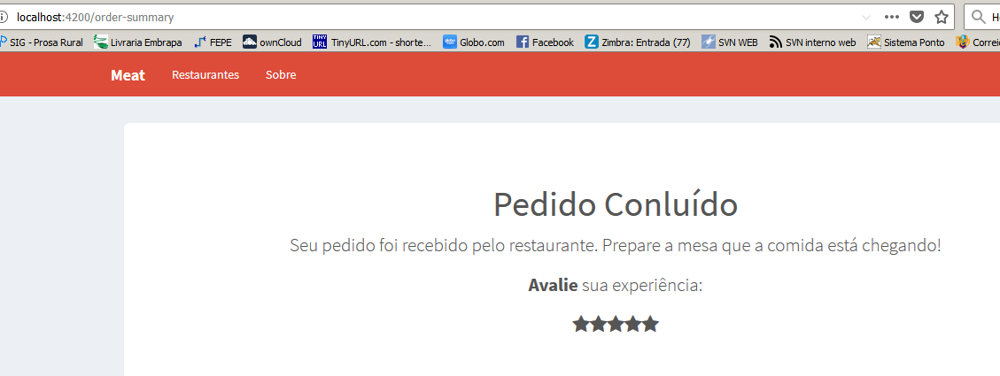 localhost:4200/order-summary
SIG - Prosa Rural Livraria Embrapa FEPE ownCloud TINY URL TinyURL.com - shorte... Globo.com Facebook Zimbra: Entrada (77) SVN WEB SVN interno web Sistema Ponto Correi
Meat Restaurantes Sobre
Pedido Conluído
Seu pedido foi recebido pelo restaurante. Prepare a mesa que a comida está chegando!
Avalie sua experiência: